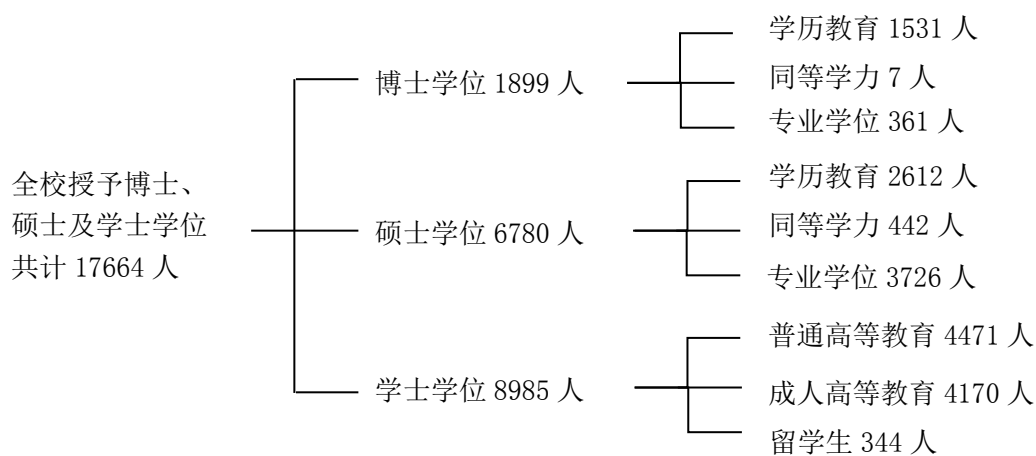 全校授予博士、
硕士及学士学位
共计 17664 人
博士学位 1899 人
学历教育 1531 人
同等学力 7 人
专业学位 361 人
硕士学位 6780 人
学历教育 2612 人
同等学力 442 人
专业学位 3726 人
学士学位 8985 人
普通高等教育 4471 人
成人高等教育 4170 人
留学生 344 人